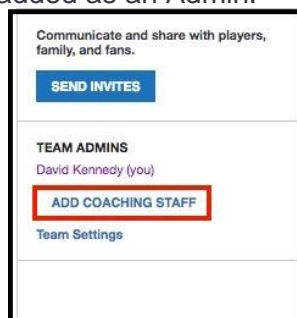 added as an Admin.
Communicate and share with players,
family, and fans.
SEND INVITES
TEAM ADMINS
David Kennedy (you)
ADD COACHING STAFF
Team Settings